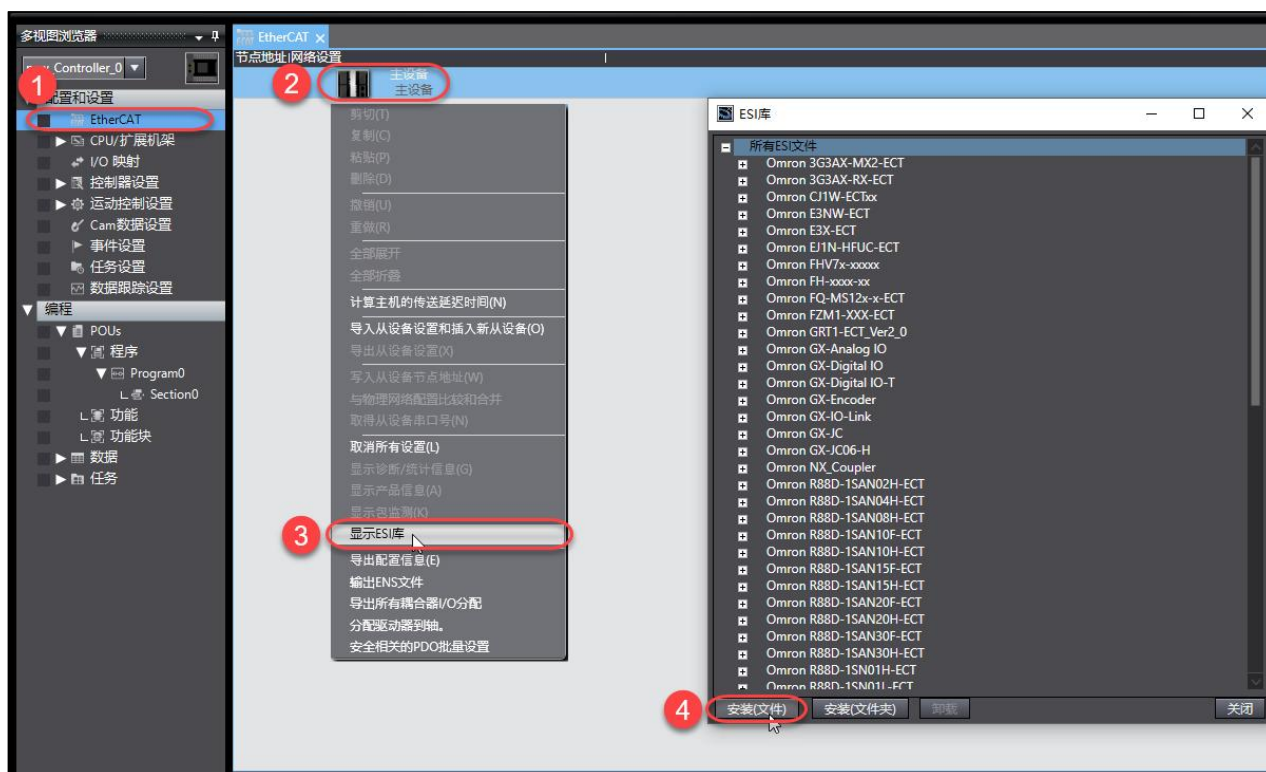 多视图浏览器
Controller_0
1
配置和设置
EtherCAT
CPU/扩展机架
I/O 映射
控制器设置
运动控制设置
Cam数据设置
事件设置
任务设置
数据跟踪设置
编程
POUs
程序
Program0
Section0
功能
功能块
数据
任务
EtherCAT
节点地址|网络设置
2
主设备
主设备
剪切(T)
复制(C)
粘贴(P)
删除(D)
撤销(U)
重做(R)
全部展开
全部折叠
计算主机的传送延迟时间(N)
导入从设备设置和插入新从设备(O)
导出从设备设置(X)
写入从设备节点地址(W)
与物理网络配置比较和合并
取得从设备串口号(N)
取消所有设置(L)
显示诊断/统计信息(G)
显示产品信息(A)
显示包监测(K)
3
显示ESI库
导出配置信息(E)
输出ENS文件
导出所有耦合器I/O分配
分配驱动器到轴。
安全相关的PDO批量设置
ESI库
所有ESI文件
Omron 3G3AX-MX2-ECT
Omron 3G3AX-RX-ECT
Omron CJ1W-ECTxx
Omron E3NW-ECT
Omron E3X-ECT
Omron EJ1N-HFUC-ECT
Omron FHV7x-xxxxx
Omron FH-xxxx-xx
Omron FQ-MS12x-x-ECT
Omron FZM1-XXX-ECT
Omron GRT1-ECT_Ver2_0
Omron GX-Analog IO
Omron GX-Digital IO
Omron GX-Digital IO-T
Omron GX-Encoder
Omron GX-IO-Link
Omron GX-JC
Omron GX-JC06-H
Omron NX_Coupler
Omron R88D-1SAN02H-ECT
Omron R88D-1SAN04H-ECT
Omron R88D-1SAN08H-ECT
Omron R88D-1SAN10F-ECT
Omron R88D-1SAN10H-ECT
Omron R88D-1SAN15F-ECT
Omron R88D-1SAN15H-ECT
Omron R88D-1SAN20F-ECT
Omron R88D-1SAN20H-ECT
Omron R88D-1SAN30F-ECT
Omron R88D-1SAN30H-ECT
Omron R88D-1SN01H-ECT
Omron R88D-1SN01L-ECT
4
安装(文件)
安装(文件夹)
卸载
关闭